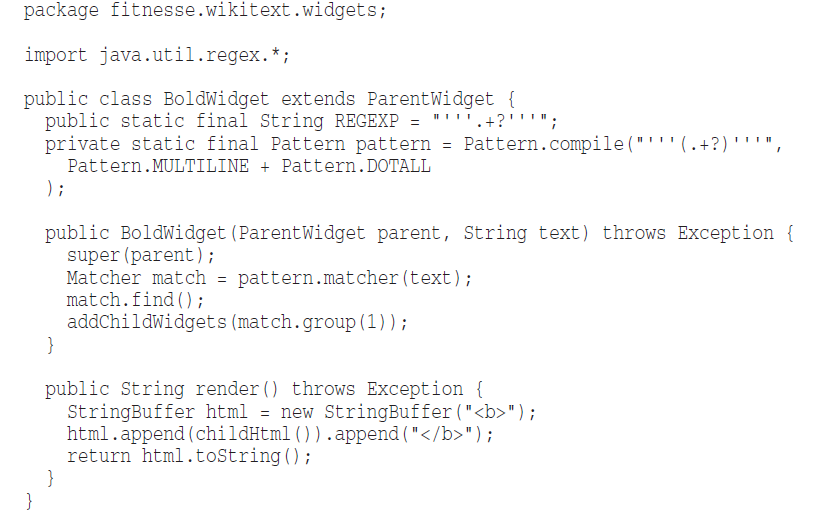 package fitnesse.wikitext.widgets;
import java.util.regex.*;
public class BoldWidget extends ParentWidget {
public static final String REGEXP = "'''.+?'''";
private static final Pattern pattern = Pattern.compile("'''(.+?)'''",
Pattern.MULTILINE + Pattern.DOTALL
);
public BoldWidget(ParentWidget parent, String text) throws Exception {
super(parent);
Matcher match = pattern.matcher(text);
match.find();
addChildWidgets(match.group(1));
}
public String render() throws Exception {
StringBuffer html = new StringBuffer("<b>");
html.append(childHtml()).append("</b>");
return html.toString();
}
}